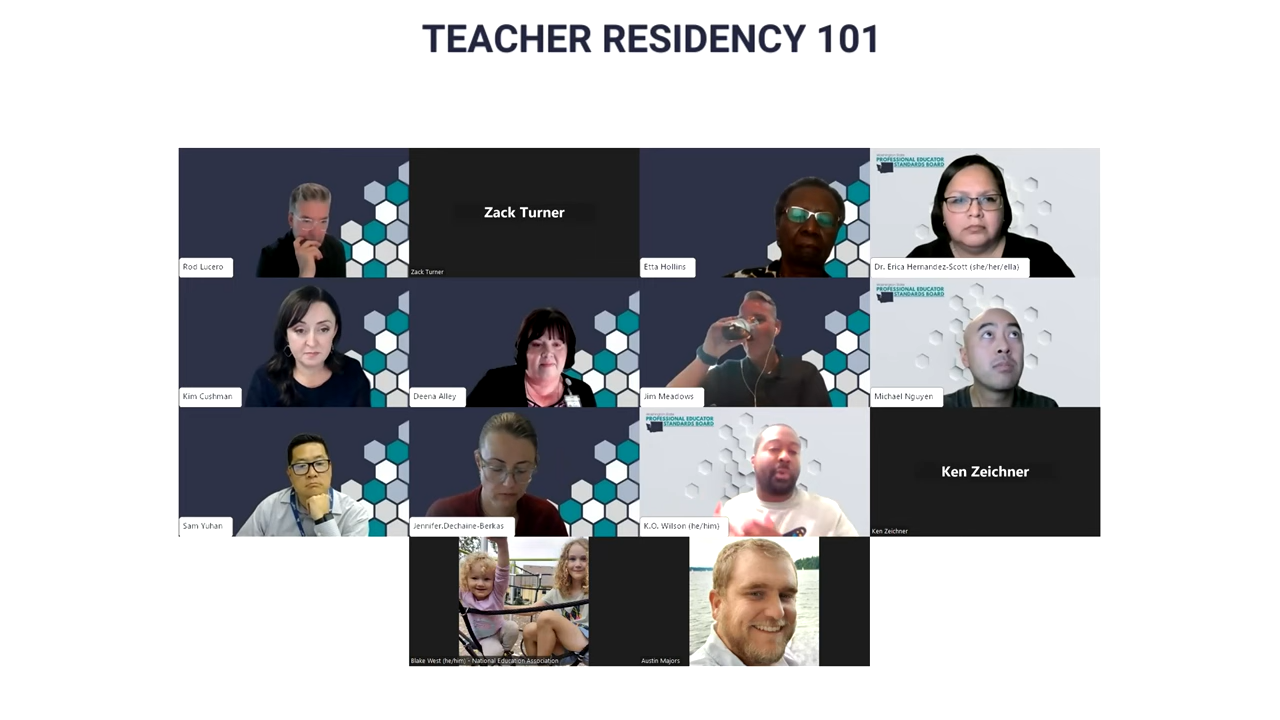 TEACHER RESIDENCY 101
Rod Lucero
Zack Turner
Zack Turner
Etta Hollins
PROFESSIONAL EDUCATOR
STANDARDS BOARD
Dr. Erica Hernandez-Scott (she/her/ella)
Kim Cushman
Deena Alley
Jim Meadows
PROFESSIONAL EDUCATOR
STANDARDS BOARD
Michael Nguyen
Sam Yuhan
Jennifer.Dechaine-Berkas
PROFESSIONAL EDUCATOR
STANDARDS BOARD
K.O. Wilson (he/him)
Ken Zeichner
Ken Zeichner
Blake West (he/him) - National Education Association
Austin Majors